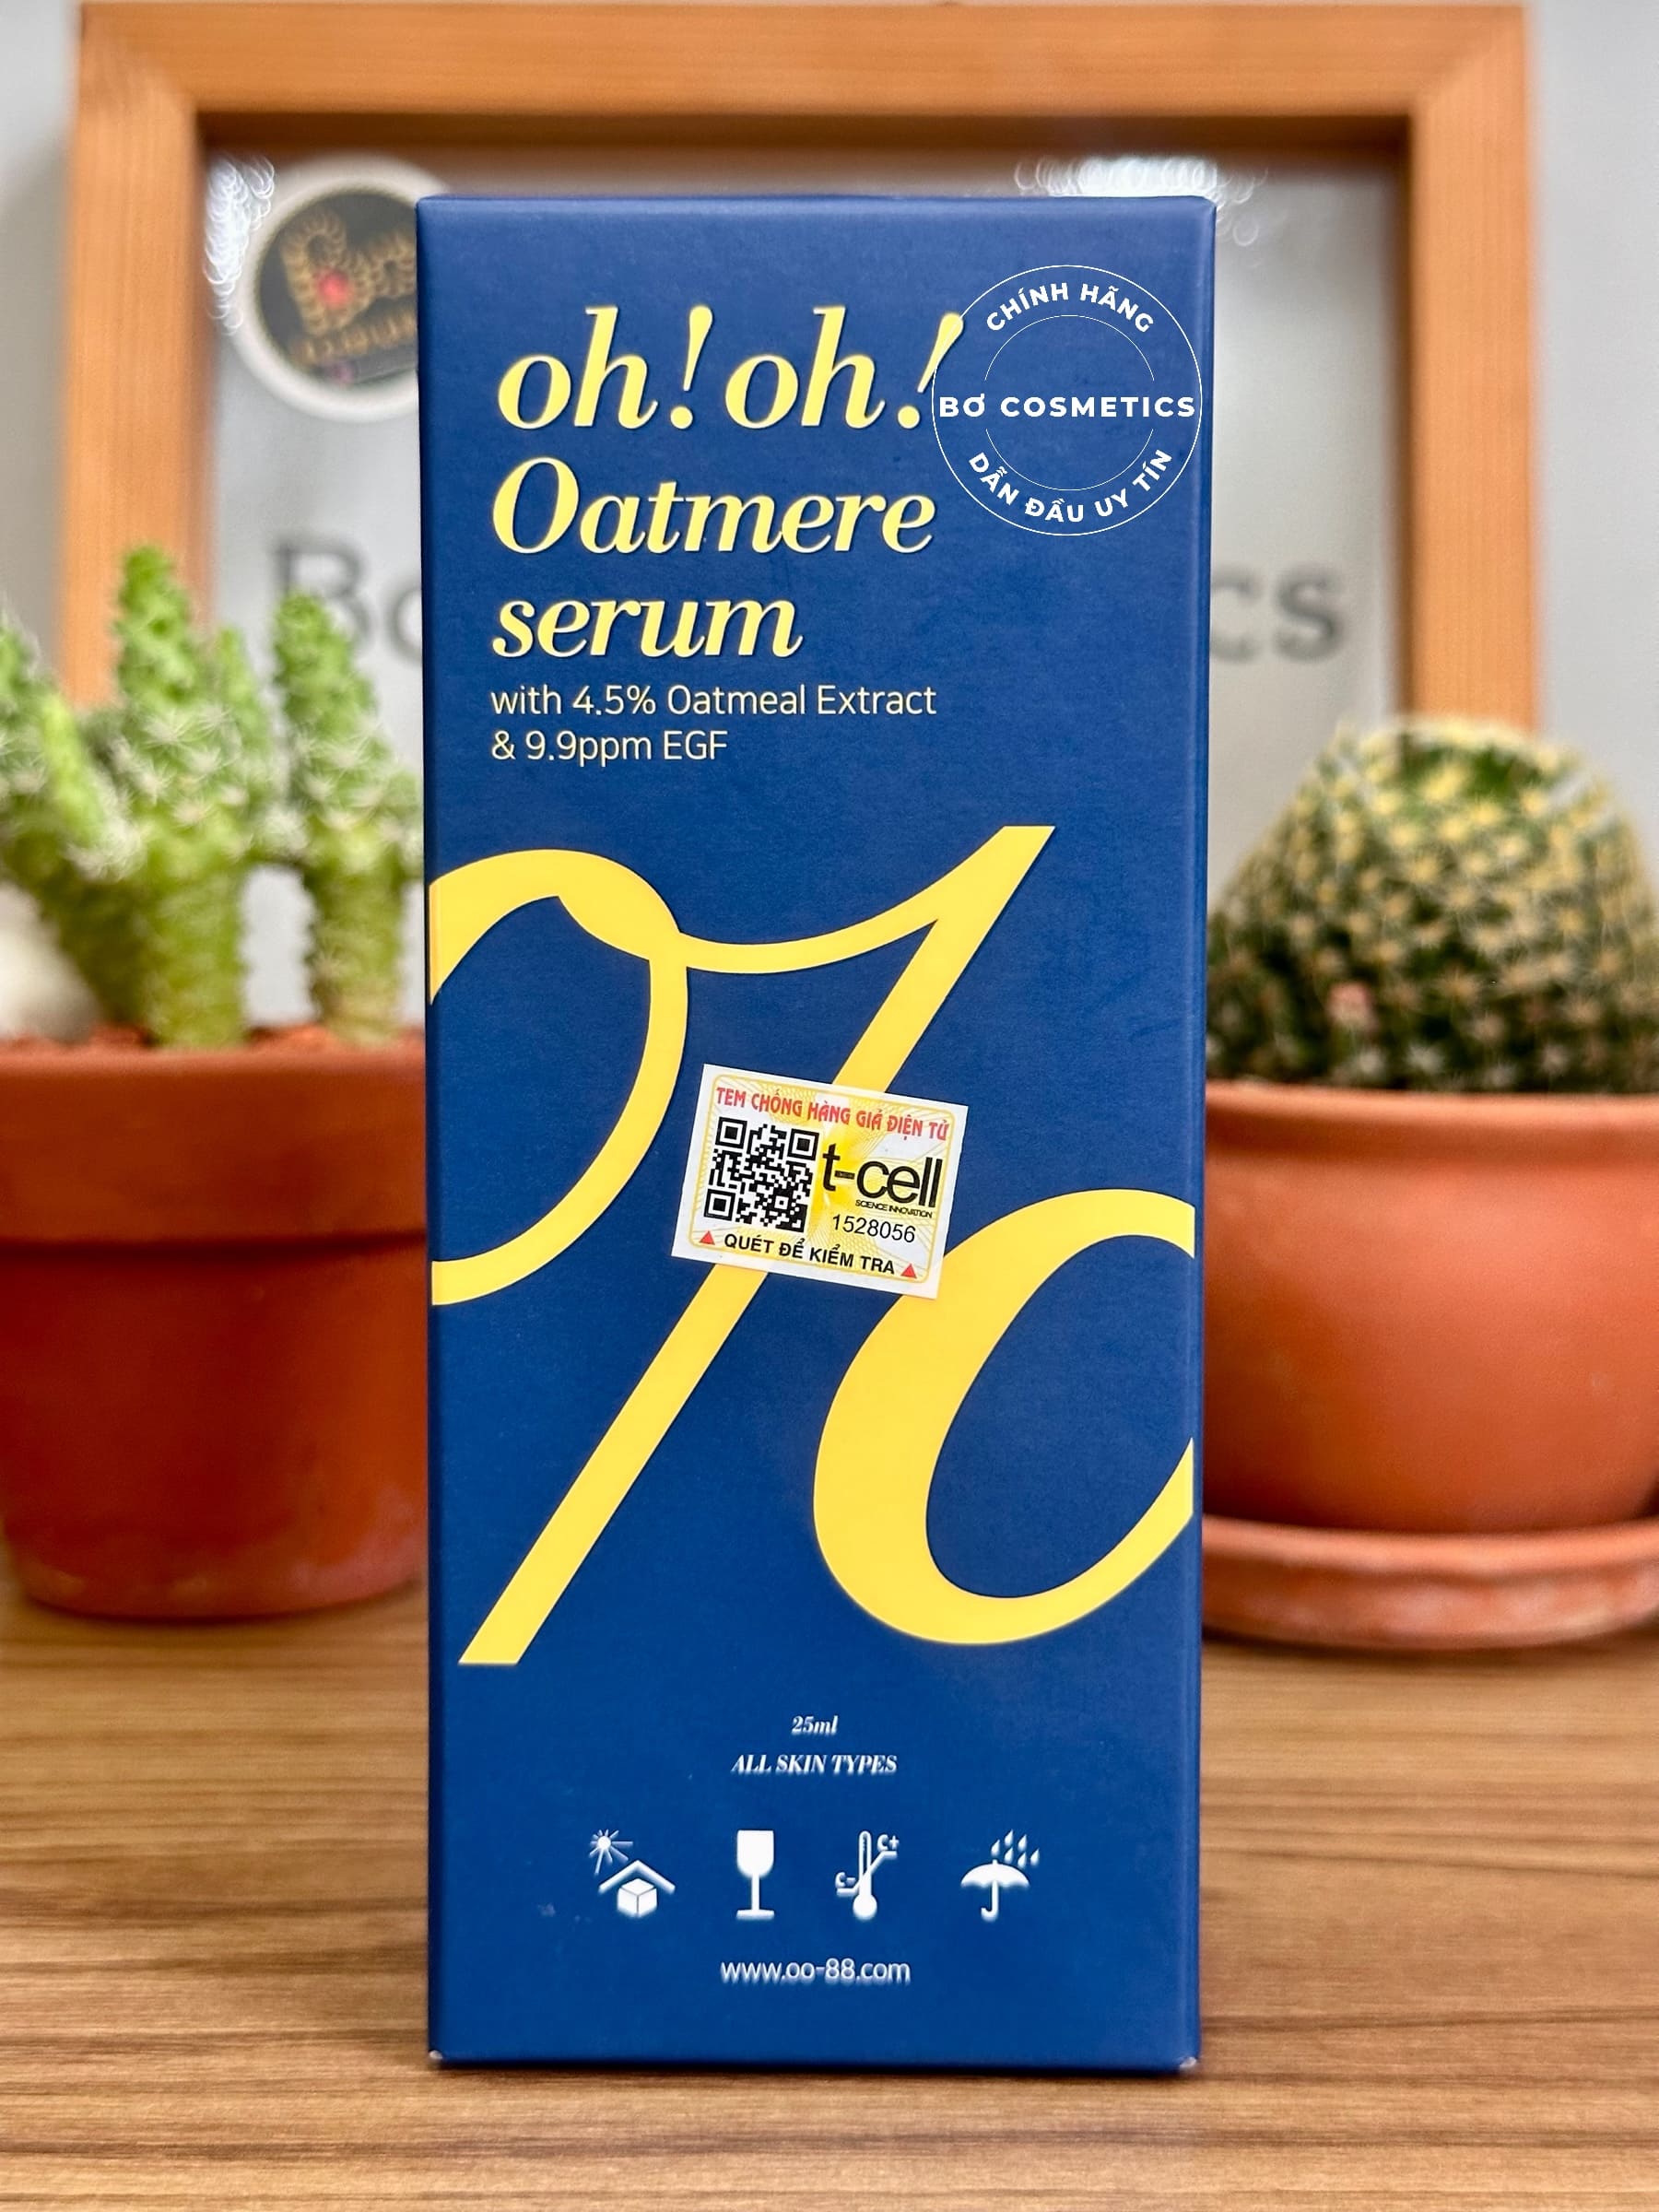 oh! oh!
Oatmere
serum
with 4.5% Oatmeal Extract
& 9.9ppm EGF
CHÍNH HÃNG
BƠ COSMETICS
DẪN ĐẦU UY TÍN
TEM CHỐNG HÀNG GIẢ ĐIỆN TỬ
t-cell
SCIENCE INNOVATION
1528056
QUÉT ĐỂ KIỂM TRA
25ml
ALL SKIN TYPES
C+
C-
www.oo-88.com